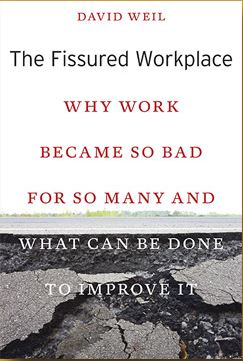 DAVID WEIL
The Fissured Workplace
WHY WORK
BECAME SO BAD
FOR SO MANY AND
WHAT CAN BE DONE
TO IMPROVE IT